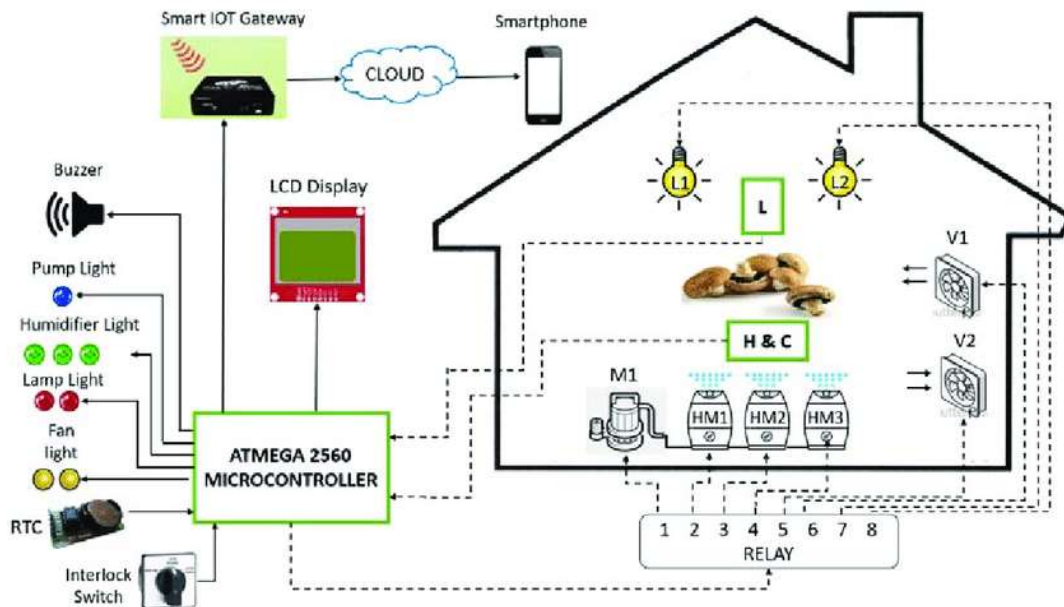 Smart IOT Gateway
Smartphone
CLOUD
Buzzer
LCD Display
L1
L2
L
V1
Pump Light
Humidifier Light
H & C
V2
Lamp Light
M1
HM1
HM2
HM3
Fan
light
ATMEGA 2560
MICROCONTROLLER
RTC
1 2 3 4 5 6 7 8
RELAY
Interlock
Switch